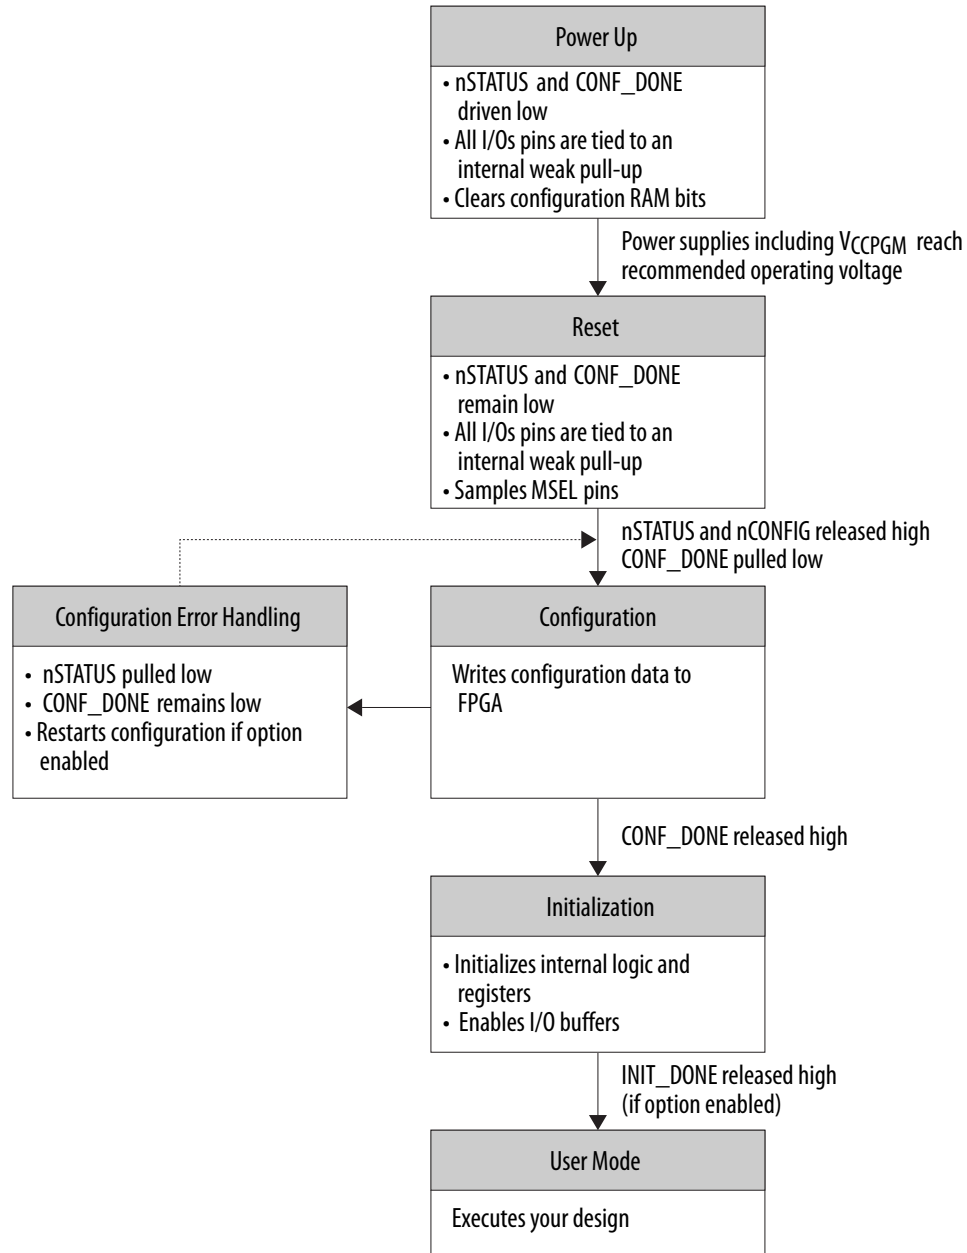 Power Up
• nSTATUS and CONF_DONE
driven low
• All I/Os pins are tied to an
internal weak pull-up
• Clears configuration RAM bits
Power supplies including VCCPGM reach
recommended operating voltage
Reset
• nSTATUS and CONF_DONE
remain low
• All I/Os pins are tied to an
internal weak pull-up
• Samples MSEL pins
nSTATUS and nCONFIG released high
CONF_DONE pulled low
Configuration Error Handling
• nSTATUS pulled low
• CONF_DONE remains low
• Restarts configuration if option
enabled
Configuration
Writes configuration data to
FPGA
CONF_DONE released high
Initialization
• Initializes internal logic and
registers
• Enables I/O buffers
INIT_DONE released high
(if option enabled)
User Mode
Executes your design